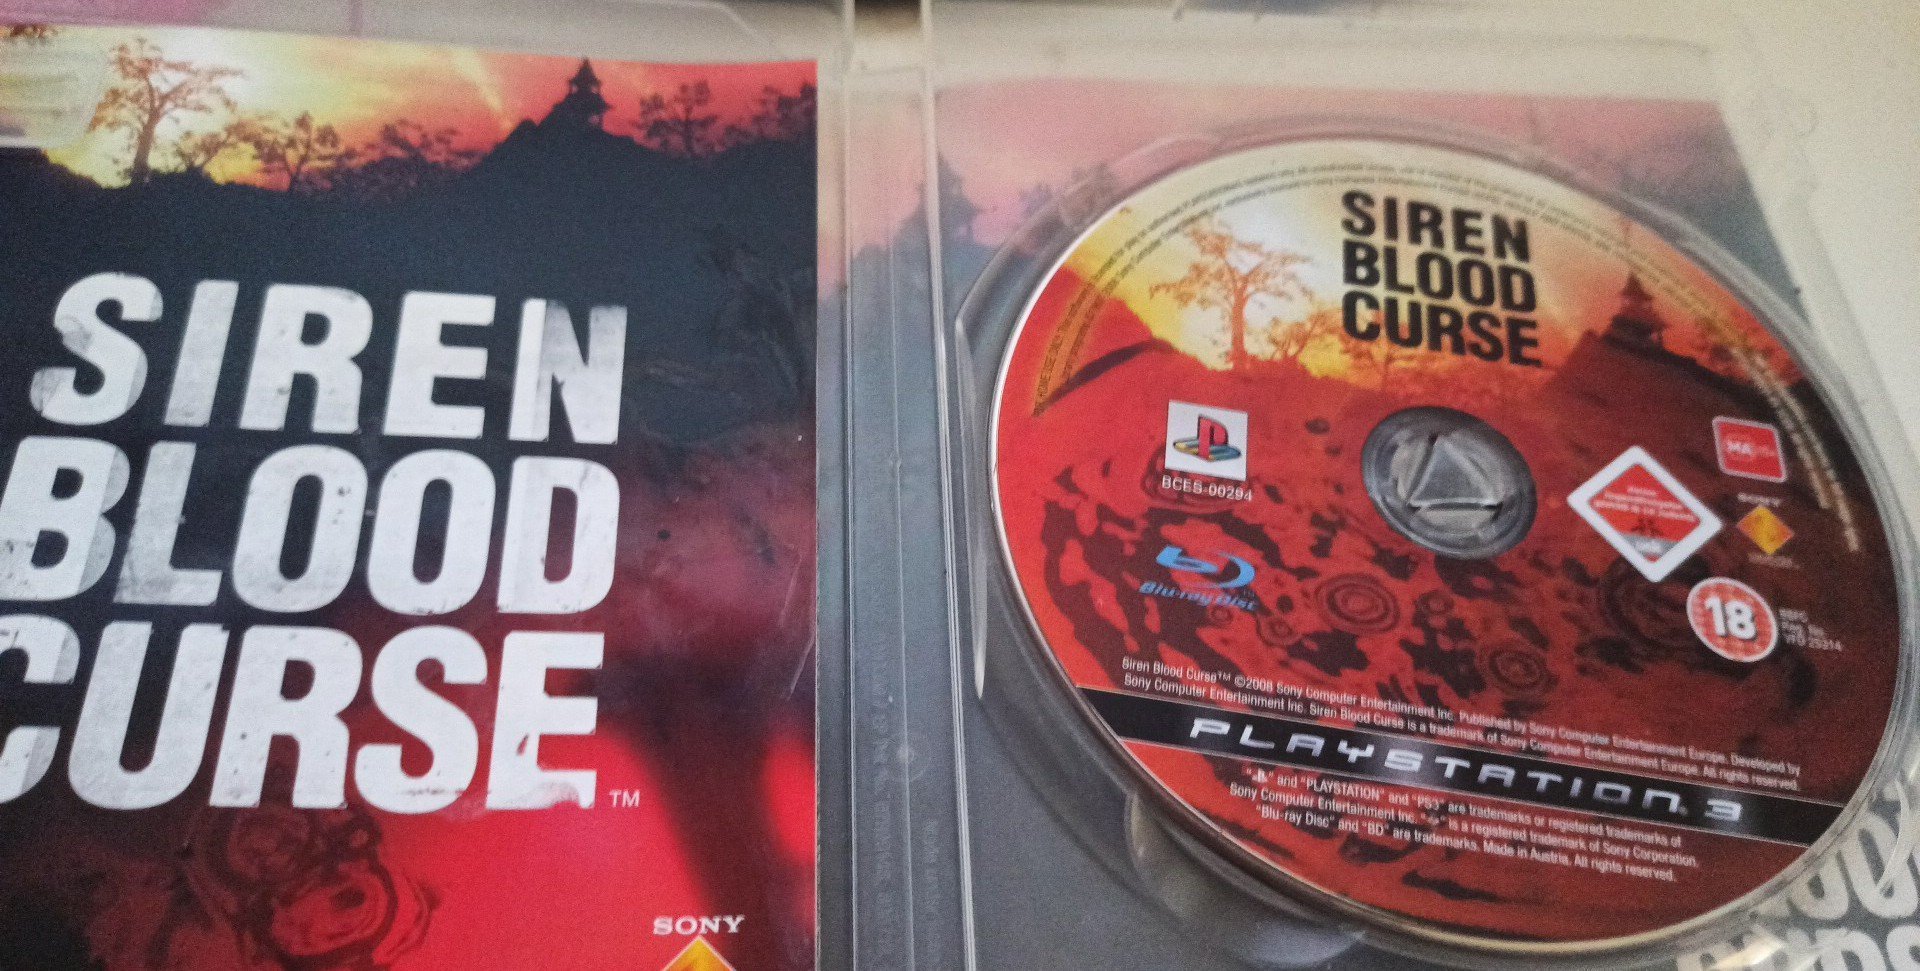 SIREN
BLOOD
CURSE
TM
SONY
SIREN
BLOOD
CURSE
BCES-00294
Blu-ray Disc
MA
SONY
18
Siren Blood Curse™ ©2008 Sony Computer Entertainment Inc. Published by Sony Computer Entertainment Europe. Developed by
Sony Computer Entertainment Inc. Siren Blood Curse is a trademark of Sony Computer Entertainment Europe. All rights reserved.
PLAYSTATION 3
" " and "PLAYSTATION" and "PS3" are trademarks or registered trademarks of
Sony Computer Entertainment Inc. " " is a registered trademark of Sony Corporation.
"Blu-ray Disc" and "BD" are trademarks. Made in Austria. All rights reserved.